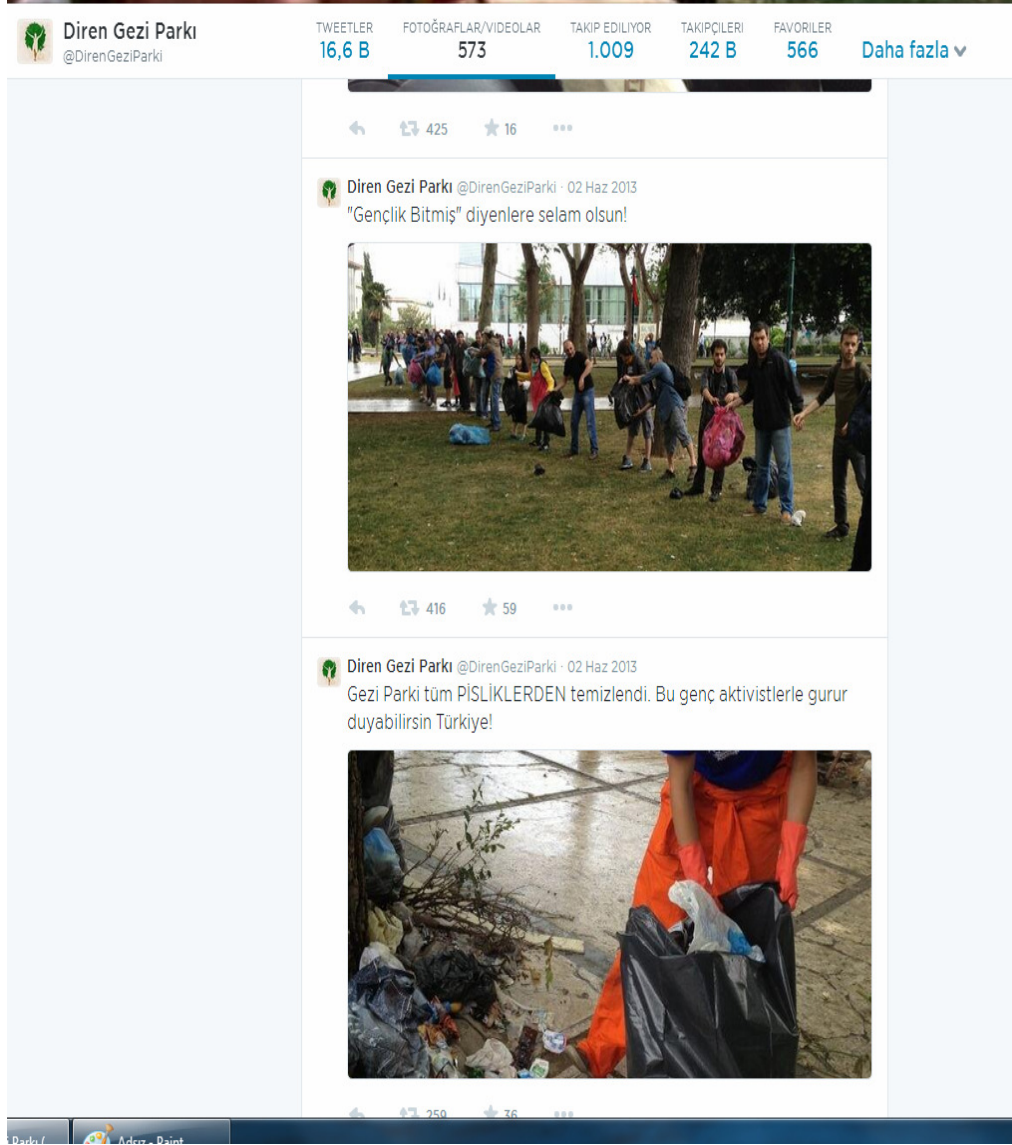 Diren Gezi Parkı
@DirenGeziParki
TWEETLER
16,6 B
FOTOĞRAFLAR/VIDEOLAR
573
TAKIP EDILIYOR
1.009
TAKIPÇILERI
242 B
FAVORILER
566
Daha fazla
425 16
Diren Gezi Parkı @DirenGeziParki · 02 Haz 2013
"Gençlik Bitmiş" diyenlere selam olsun!
416 59
Diren Gezi Parkı @DirenGeziParki · 02 Haz 2013
Gezi Parki tüm PİSLİKLERDEN temizlendi. Bu genç aktivistlerle gurur
duyabilirsin Türkiye!
259 36
Parkı (
Adsız - Paint